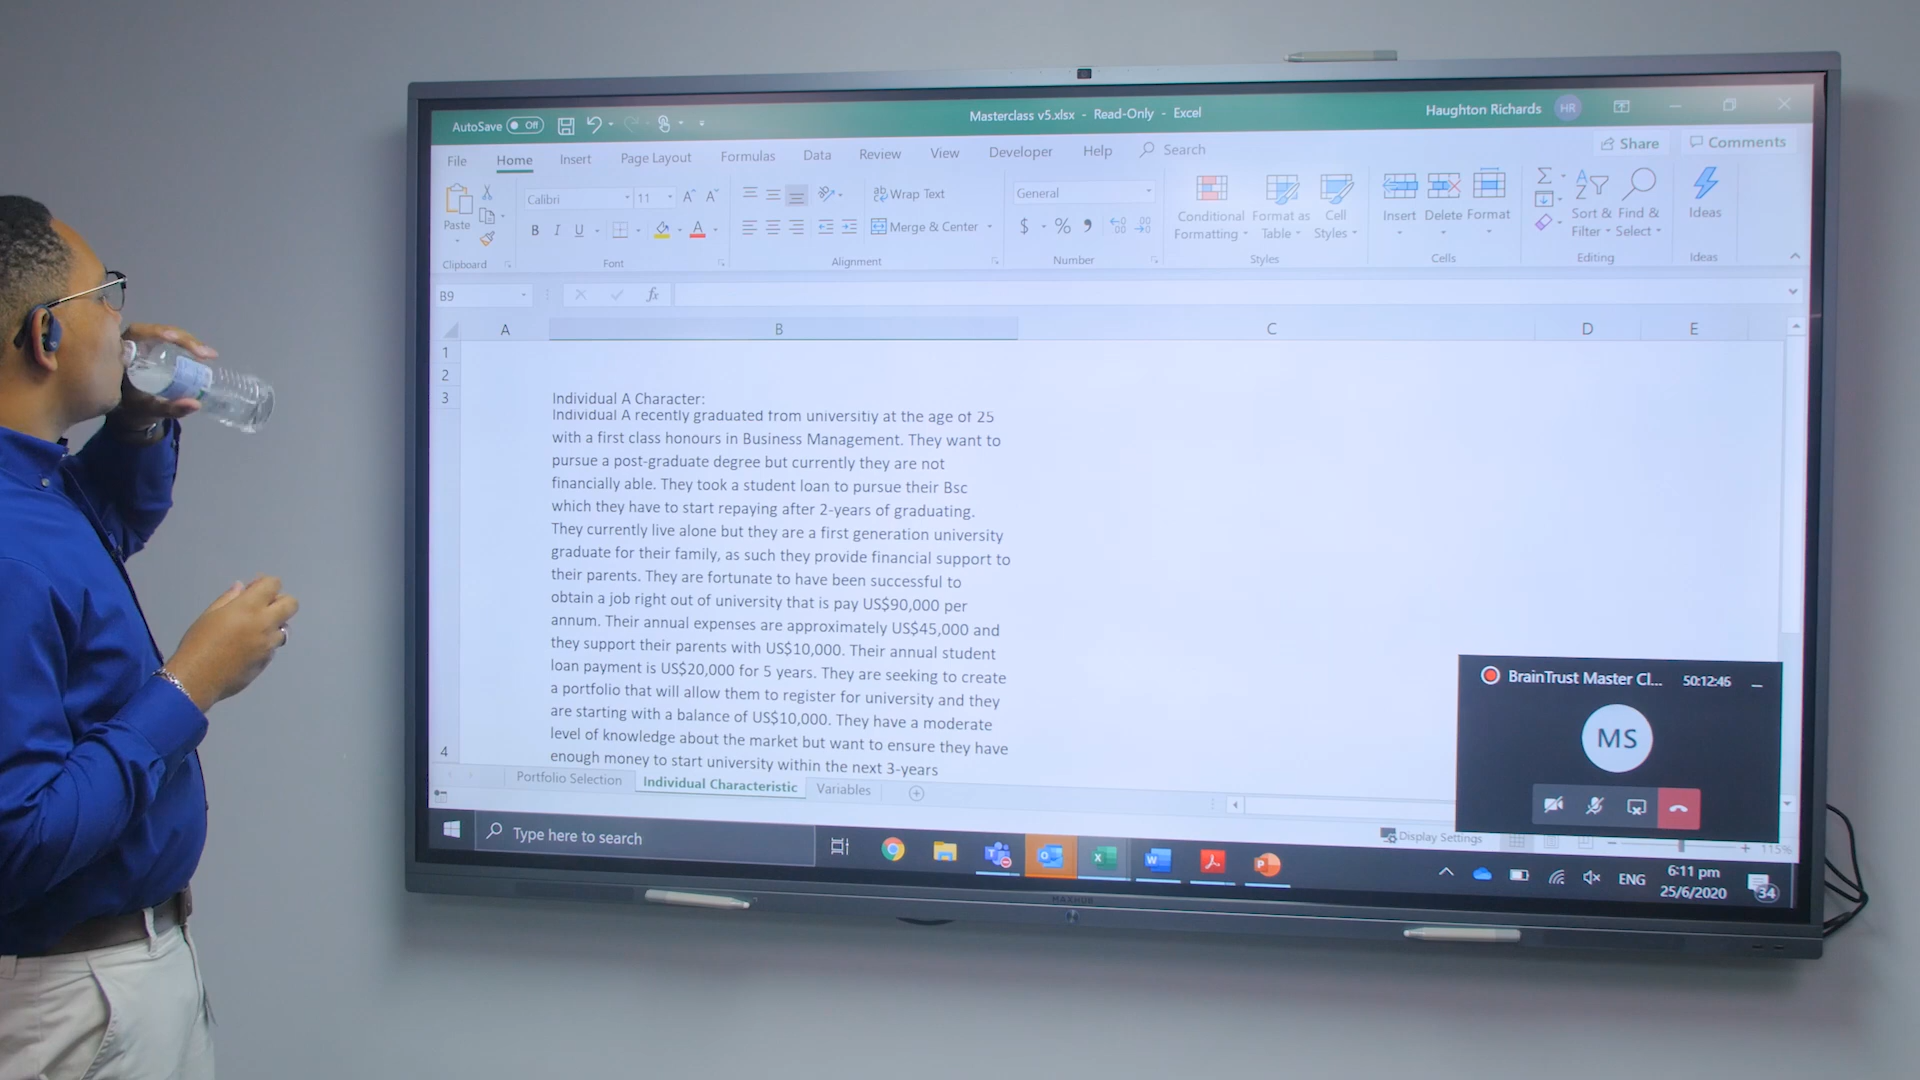 AutoSave Off
Masterclass v5.xlsx - Read-Only - Excel
Haughton Richards HR
File Home Insert Page Layout Formulas Data Review View Developer Help Search
Share Comments
Paste
Clipboard
Calibri 11
B I U A
Font
Wrap Text
Merge & Center
Alignment
General
$ % ,
Number
Conditional Formatting
Format as Table
Cell Styles
Styles
Insert Delete Format
Cells
Sort & Filter
Find & Select
Editing
Ideas
Ideas
B9 fx
A B C D E
1
2
3
4
Individual A Character:
Individual A recently graduated from universitiy at the age of 25
with a first class honours in Business Management. They want to
pursue a post-graduate degree but currently they are not
financially able. They took a student loan to pursue their Bsc
which they have to start repaying after 2-years of graduating.
They currently live alone but they are a first generation university
graduate for their family, as such they provide financial support to
their parents. They are fortunate to have been successful to
obtain a job right out of university that is pay US$90,000 per
annum. Their annual expenses are approximately US$45,000 and
they support their parents with US$10,000. Their annual student
loan payment is US$20,000 for 5 years. They are seeking to create
a portfolio that will allow them to register for university and they
are starting with a balance of US$10,000. They have a moderate
level of knowledge about the market but want to ensure they have
enough money to start university within the next 3-years
BrainTrust Master Cl... 50:12:46
MS
Portfolio Selection Individual Characteristic Variables
Display Settings
115%
Type here to search
ENG
6:11 pm
25/6/2020
34
MAXHUB